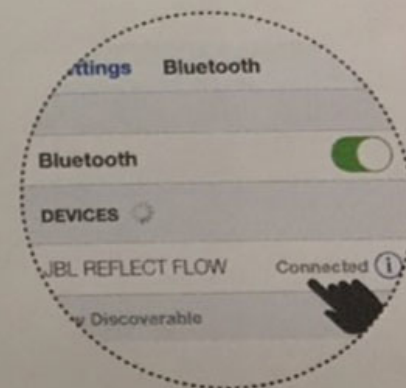 ttings Bluetooth
Bluetooth
DEVICES
JBL REFLECT FLOW Connected i
Discoverable